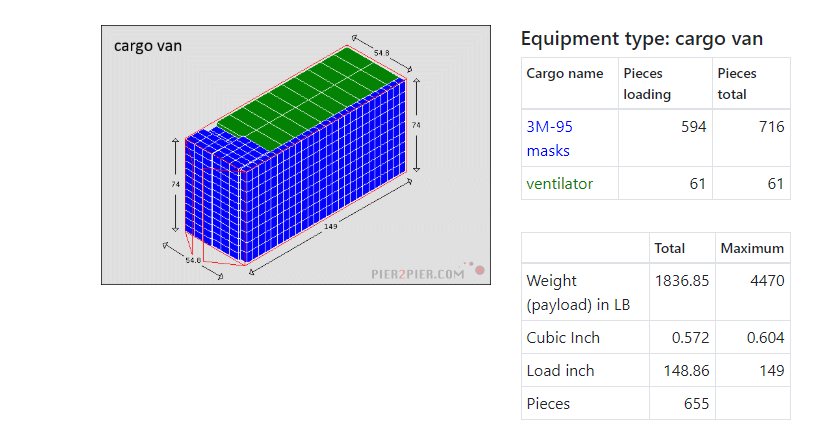 cargo van
54.8
74
74
149
54.8
PIER2PIER.COM
Equipment type: cargo van
Cargo name Pieces loading Pieces total
3M-95 masks 594 716
ventilator 61 61
Total Maximum
Weight (payload) in LB 1836.85 4470
Cubic Inch 0.572 0.604
Load inch 148.86 149
Pieces 655